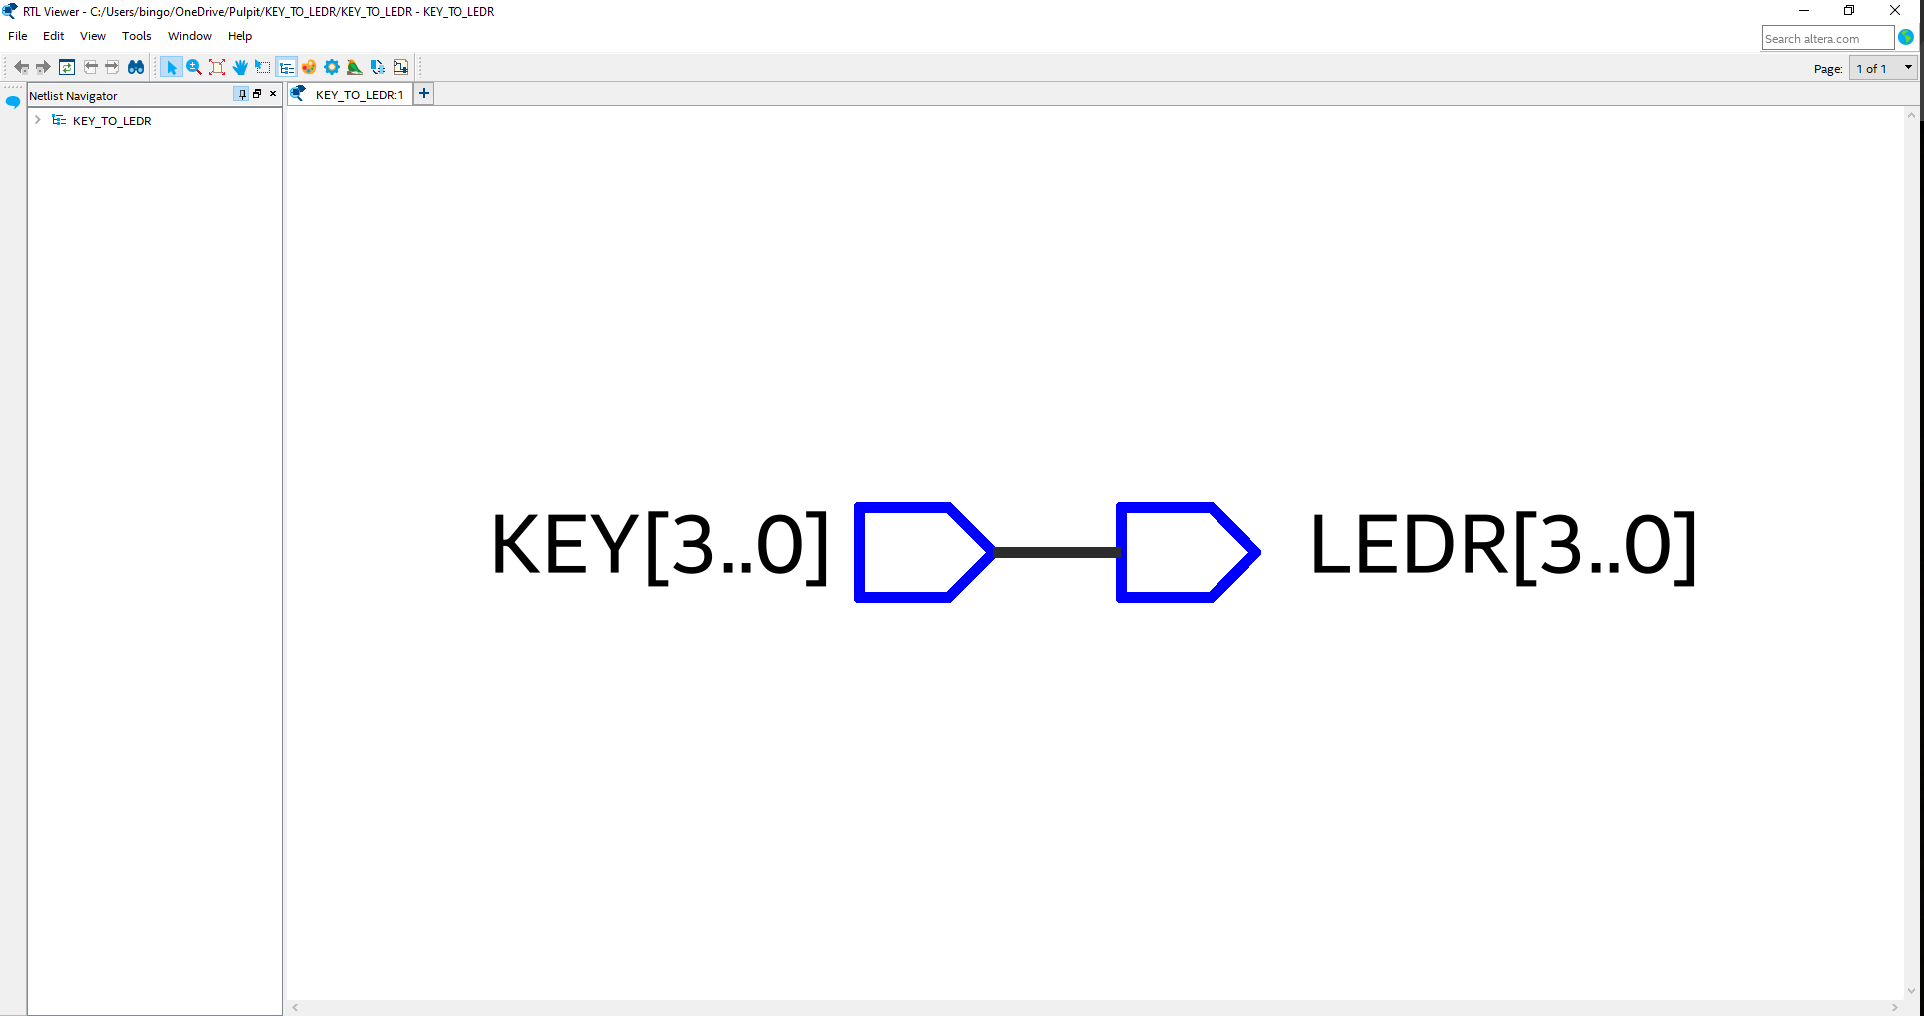 RTL Viewer - C:/Users/bingo/OneDrive/Pulpit/KEY_TO_LEDR/KEY_TO_LEDR - KEY_TO_LEDR
File Edit View Tools Window Help
Search altera.com
Page: 1 of 1
Netlist Navigator
KEY_TO_LEDR:1
KEY_TO_LEDR
KEY[3..0] LEDR[3..0]